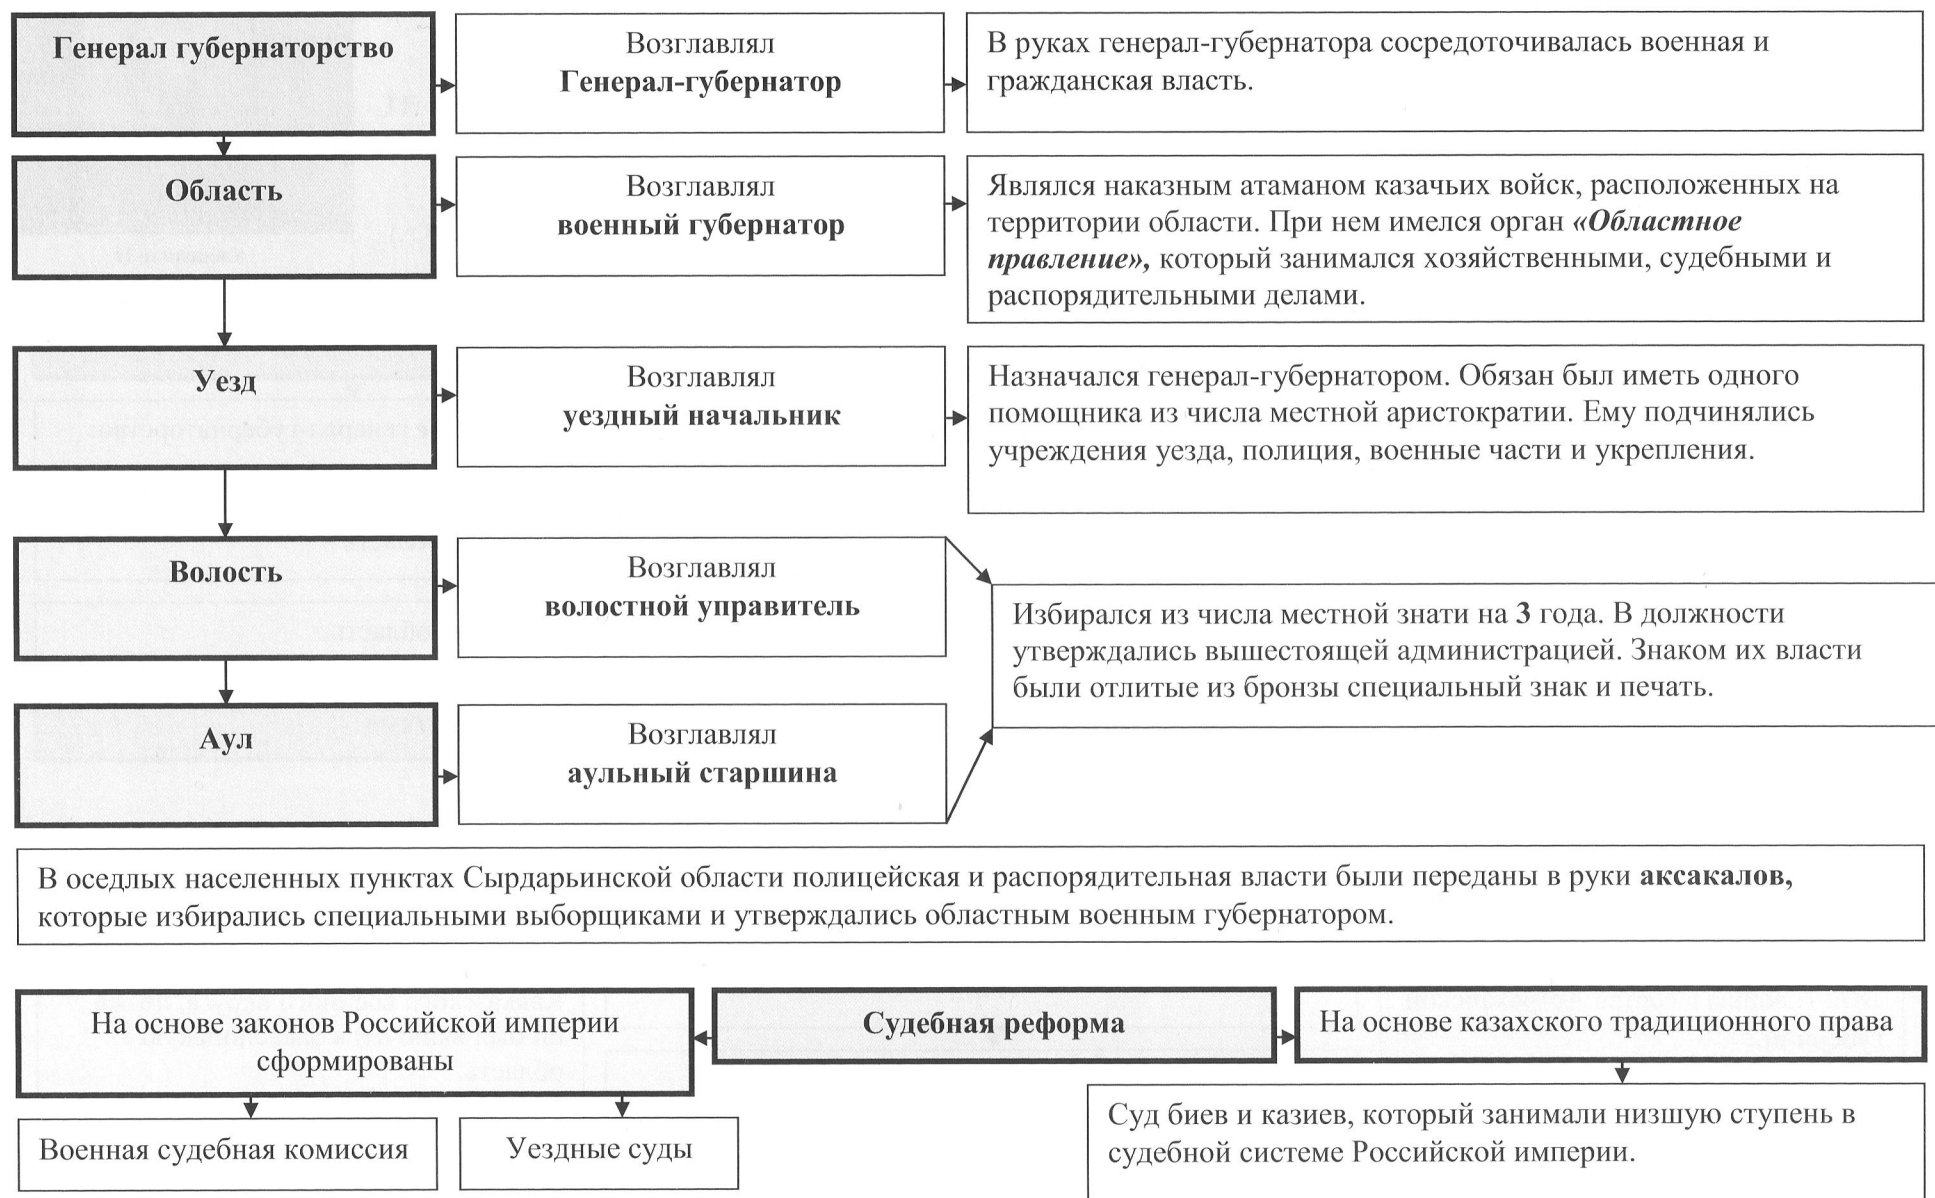 Генерал губернаторство
Возглавлял
Генерал-губернатор
В руках генерал-губернатора сосредоточивалась военная и
гражданская власть.
Область
Возглавлял
военный губернатор
Являлся наказным атаманом казачьих войск, расположенных на
территории области. При нем имелся орган «Областное
правление», который занимался хозяйственными, судебными и
распорядительными делами.
Уезд
Возглавлял
уездный начальник
Назначался генерал-губернатором. Обязан был иметь одного
помощника из числа местной аристократии. Ему подчинялись
учреждения уезда, полиция, военные части и укрепления.
Волость
Возглавлял
волостной управитель
Избирался из числа местной знати на 3 года. В должности
утверждались вышестоящей администрацией. Знаком их власти
были отлитые из бронзы специальный знак и печать.
Аул
Возглавлял
аульный старшина
В оседлых населенных пунктах Сырдарьинской области полицейская и распорядительная власти были переданы в руки аксакалов,
которые избирались специальными выборщиками и утверждались областным военным губернатором.
На основе законов Российской империи
сформированы
Судебная реформа
На основе казахского традиционного права
Военная судебная комиссия
Уездные суды
Суд биев и казиев, который занимали низшую ступень в
судебной системе Российской империи.